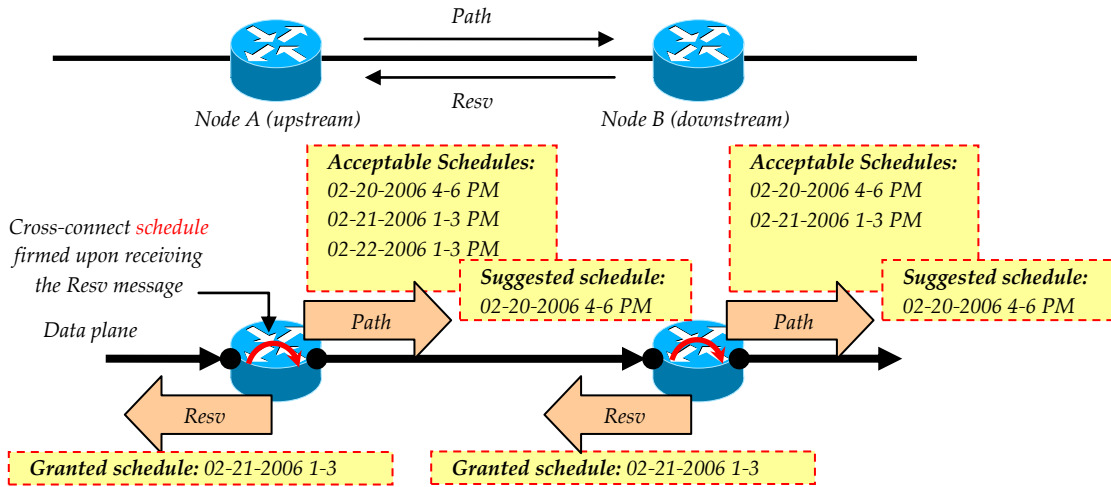 Path
Resv
Node A (upstream)
Node B (downstream)
Acceptable Schedules:
02-20-2006 4-6 PM
02-21-2006 1-3 PM
02-22-2006 1-3 PM
Suggested schedule:
02-20-2006 4-6 PM
Acceptable Schedules:
02-20-2006 4-6 PM
02-21-2006 1-3 PM
Suggested schedule:
02-20-2006 4-6 PM
Cross-connect schedule
firmed upon receiving
the Resv message
Data plane
Path
Path
Resv
Resv
Granted schedule: 02-21-2006 1-3
Granted schedule: 02-21-2006 1-3